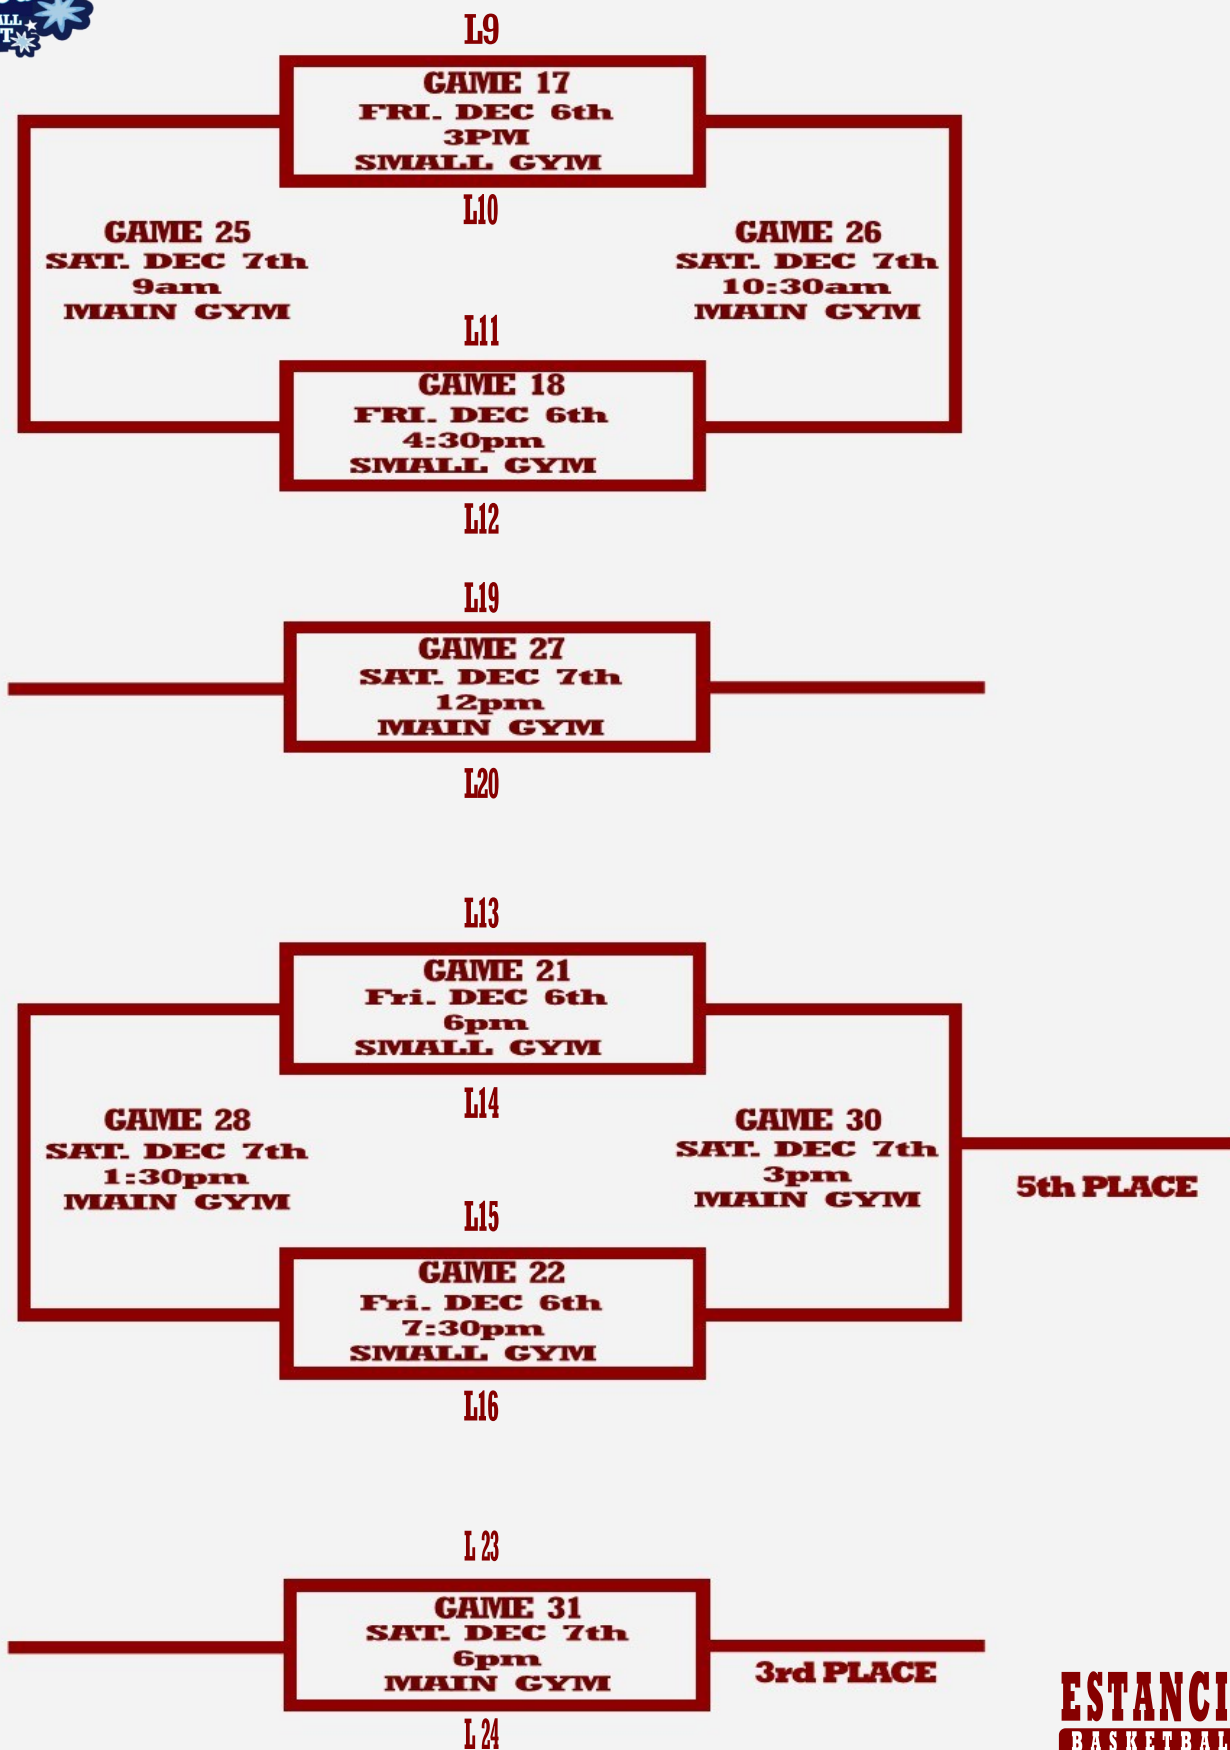 L9
GAME 17
FRI. DEC 6th
3PM
SMALL GYM
L10
GAME 25
SAT. DEC 7th
9am
MAIN GYM
GAME 26
SAT. DEC 7th
10:30am
MAIN GYM
L11
GAME 18
FRI. DEC 6th
4:30pm
SMALL GYM
L12
L19
GAME 27
SAT. DEC 7th
12pm
MAIN GYM
L20
L13
GAME 21
Fri. DEC 6th
6pm
SMALL GYM
L14
GAME 28
SAT. DEC 7th
1:30pm
MAIN GYM
GAME 30
SAT. DEC 7th
3pm
MAIN GYM
5th PLACE
L15
GAME 22
Fri. DEC 6th
7:30pm
SMALL GYM
L16
L 23
GAME 31
SAT. DEC 7th
6pm
MAIN GYM
3rd PLACE
L 24
ESTANCI
BASKETBAL